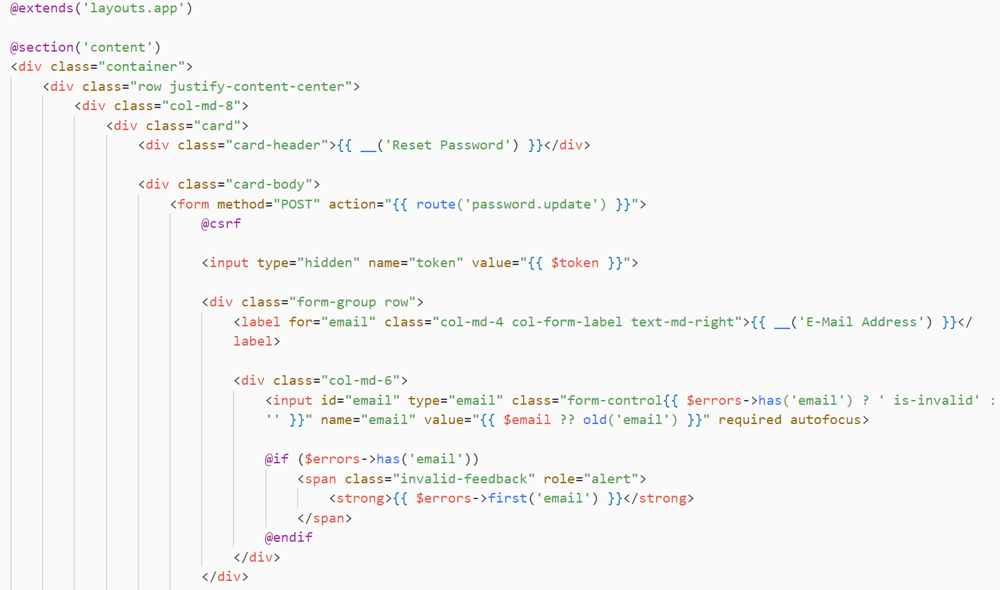 @extends('layouts.app')

@section('content')
<div class="container">
    <div class="row justify-content-center">
        <div class="col-md-8">
            <div class="card">
                <div class="card-header">{{ __('Reset Password') }}</div>

                <div class="card-body">
                    <form method="POST" action="{{ route('password.update') }}">
                        @csrf

                        <input type="hidden" name="token" value="{{ $token }}">

                        <div class="form-group row">
                            <label for="email" class="col-md-4 col-form-label text-md-right">{{ __('E-Mail Address') }}</
                            label>

                            <div class="col-md-6">
                                <input id="email" type="email" class="form-control{{ $errors->has('email') ? ' is-invalid' :
                                '' }}" name="email" value="{{ $email ?? old('email') }}" required autofocus>

                                @if ($errors->has('email'))
                                    <span class="invalid-feedback" role="alert">
                                        <strong>{{ $errors->first('email') }}</strong>
                                    </span>
                                @endif
                            </div>
                        </div>